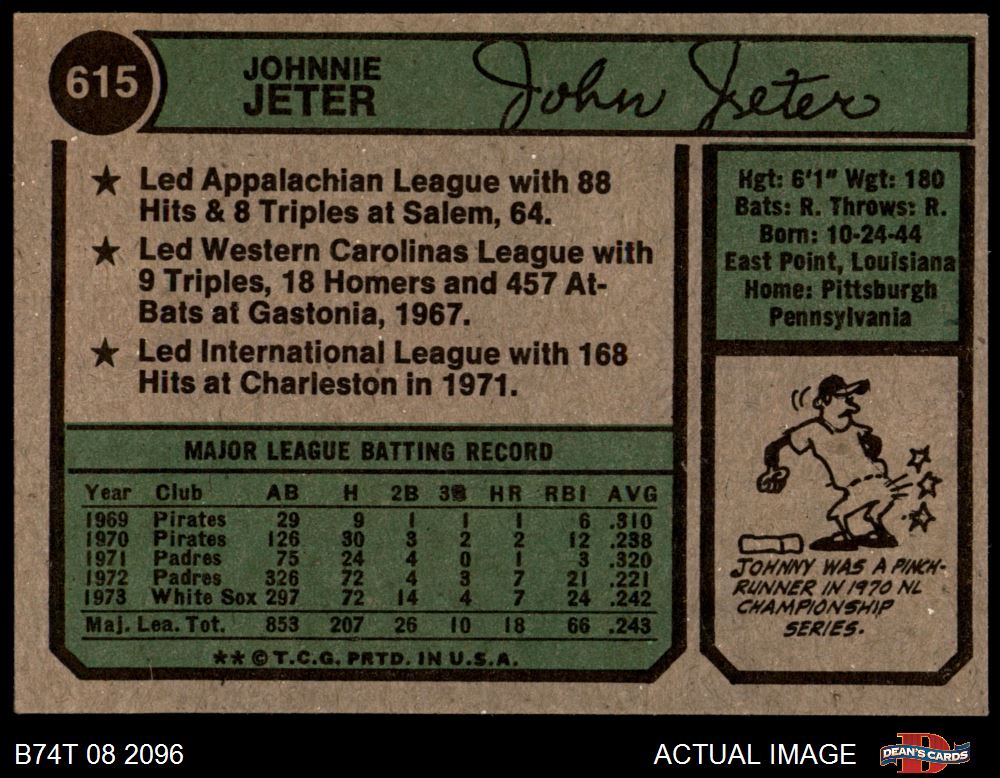 615
JOHNNIE
JETER
John Jeter
★ Led Appalachian League with 88
Hits & 8 Triples at Salem, 64.
★ Led Western Carolinas League with
9 Triples, 18 Homers and 457 At-
Bats at Gastonia, 1967.
★ Led International League with 168
Hits at Charleston in 1971.
Hgt: 6'1" Wgt: 180
Bats: R. Throws: R.
Born: 10-24-44
East Point, Louisiana
Home: Pittsburgh
Pennsylvania
MAJOR LEAGUE BATTING RECORD
Year Club AB H 2B 3B HR RBI AVG
1969 Pirates 29 9 1 1 1 6 .310
1970 Pirates 126 30 3 2 2 12 .238
1971 Padres 75 24 4 0 1 3 .320
1972 Padres 326 72 4 3 7 21 .221
1973 White Sox 297 72 14 4 7 24 .242
Maj. Lea. Tot. 853 207 26 10 18 66 .243
** © T.C.G. PRTD. IN U.S.A.
JOHNNY WAS A PINCH-
RUNNER IN 1970 NL
CHAMPIONSHIP
SERIES.
B74T 08 2096
ACTUAL IMAGE
D
DEAN'S CARDS